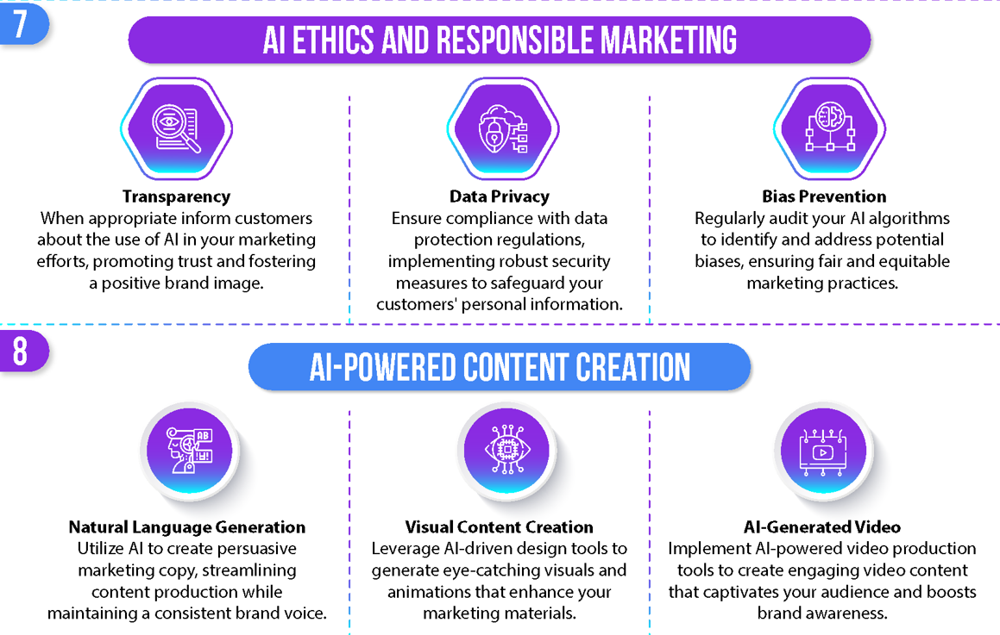 7
AI ETHICS AND RESPONSIBLE MARKETING
Transparency
When appropriate inform customers
about the use of AI in your marketing
efforts, promoting trust and fostering
a positive brand image.
Data Privacy
Ensure compliance with data
protection regulations,
implementing robust security
measures to safeguard your
customers' personal information.
Bias Prevention
Regularly audit your AI algorithms
to identify and address potential
biases, ensuring fair and equitable
marketing practices.
8
AI-POWERED CONTENT CREATION
AB
Natural Language Generation
Utilize AI to create persuasive
marketing copy, streamlining
content production while
maintaining a consistent brand voice.
Visual Content Creation
Leverage AI-driven design tools to
generate eye-catching visuals and
animations that enhance your
marketing materials.
AI-Generated Video
Implement AI-powered video production
tools to create engaging video content
that captivates your audience and boosts
brand awareness.